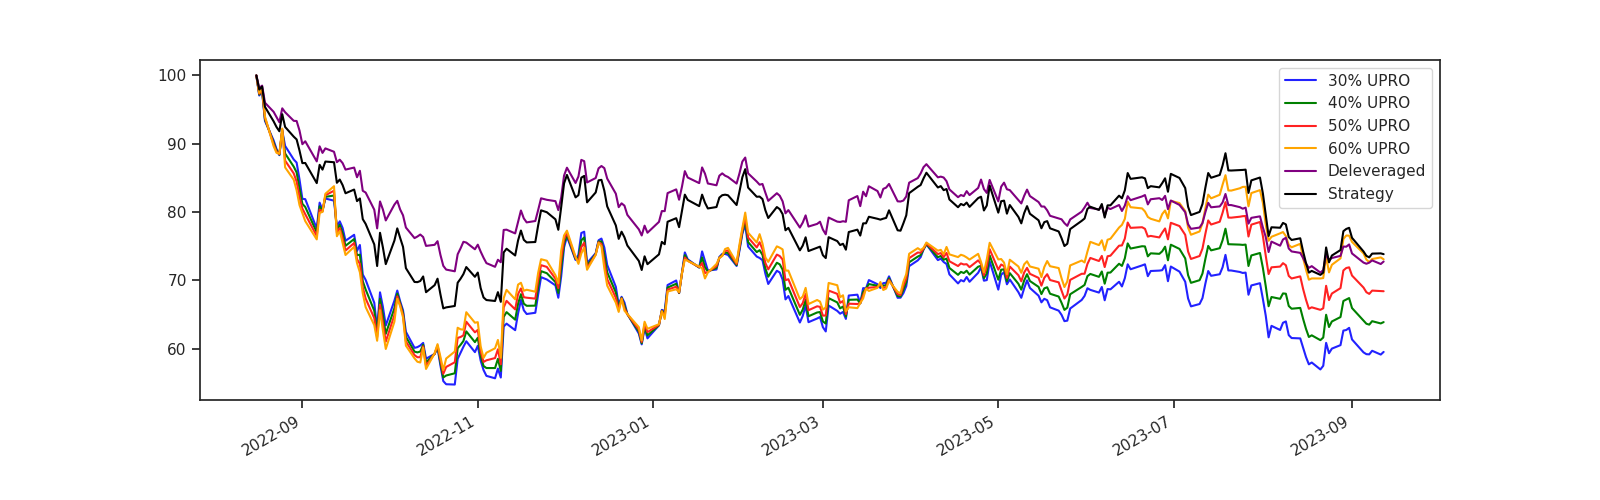 100
90
80
70
60
2022-09
2022-11
2023-01
2023-03
2023-05
2023-07
2023-09
30% UPRO
40% UPRO
50% UPRO
60% UPRO
Deleveraged
Strategy